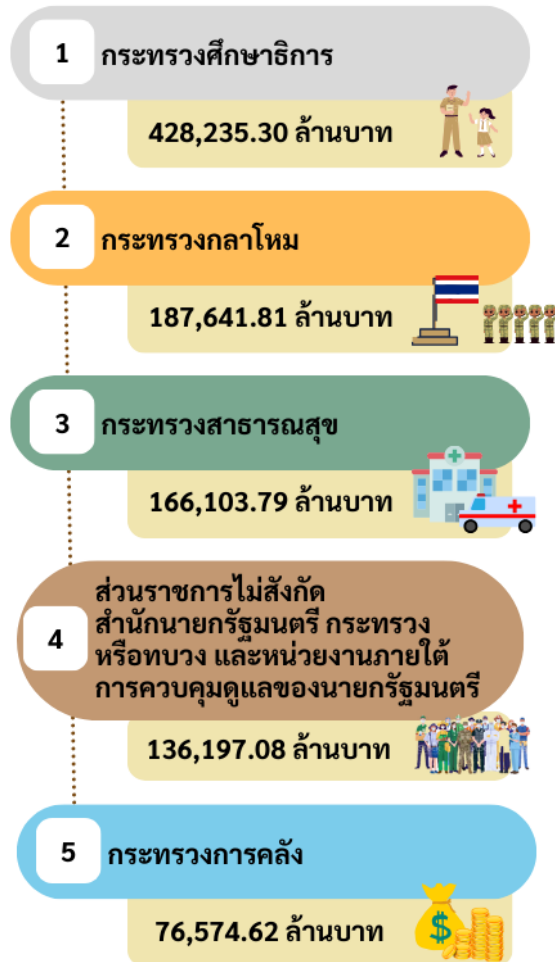 1
กระทรวงศึกษาธิการ
428,235.30 ล้านบาท
2
กระทรวงกลาโหม
187,641.81 ล้านบาท
3
กระทรวงสาธารณสุข
166,103.79 ล้านบาท
4
ส่วนราชการไม่สังกัด
สำนักนายกรัฐมนตรี กระทรวง
หรือทบวง และหน่วยงานภายใต้
การควบคุมดูแลของนายกรัฐมนตรี
136,197.08 ล้านบาท
5
กระทรวงการคลัง
76,574.62 ล้านบาท
$